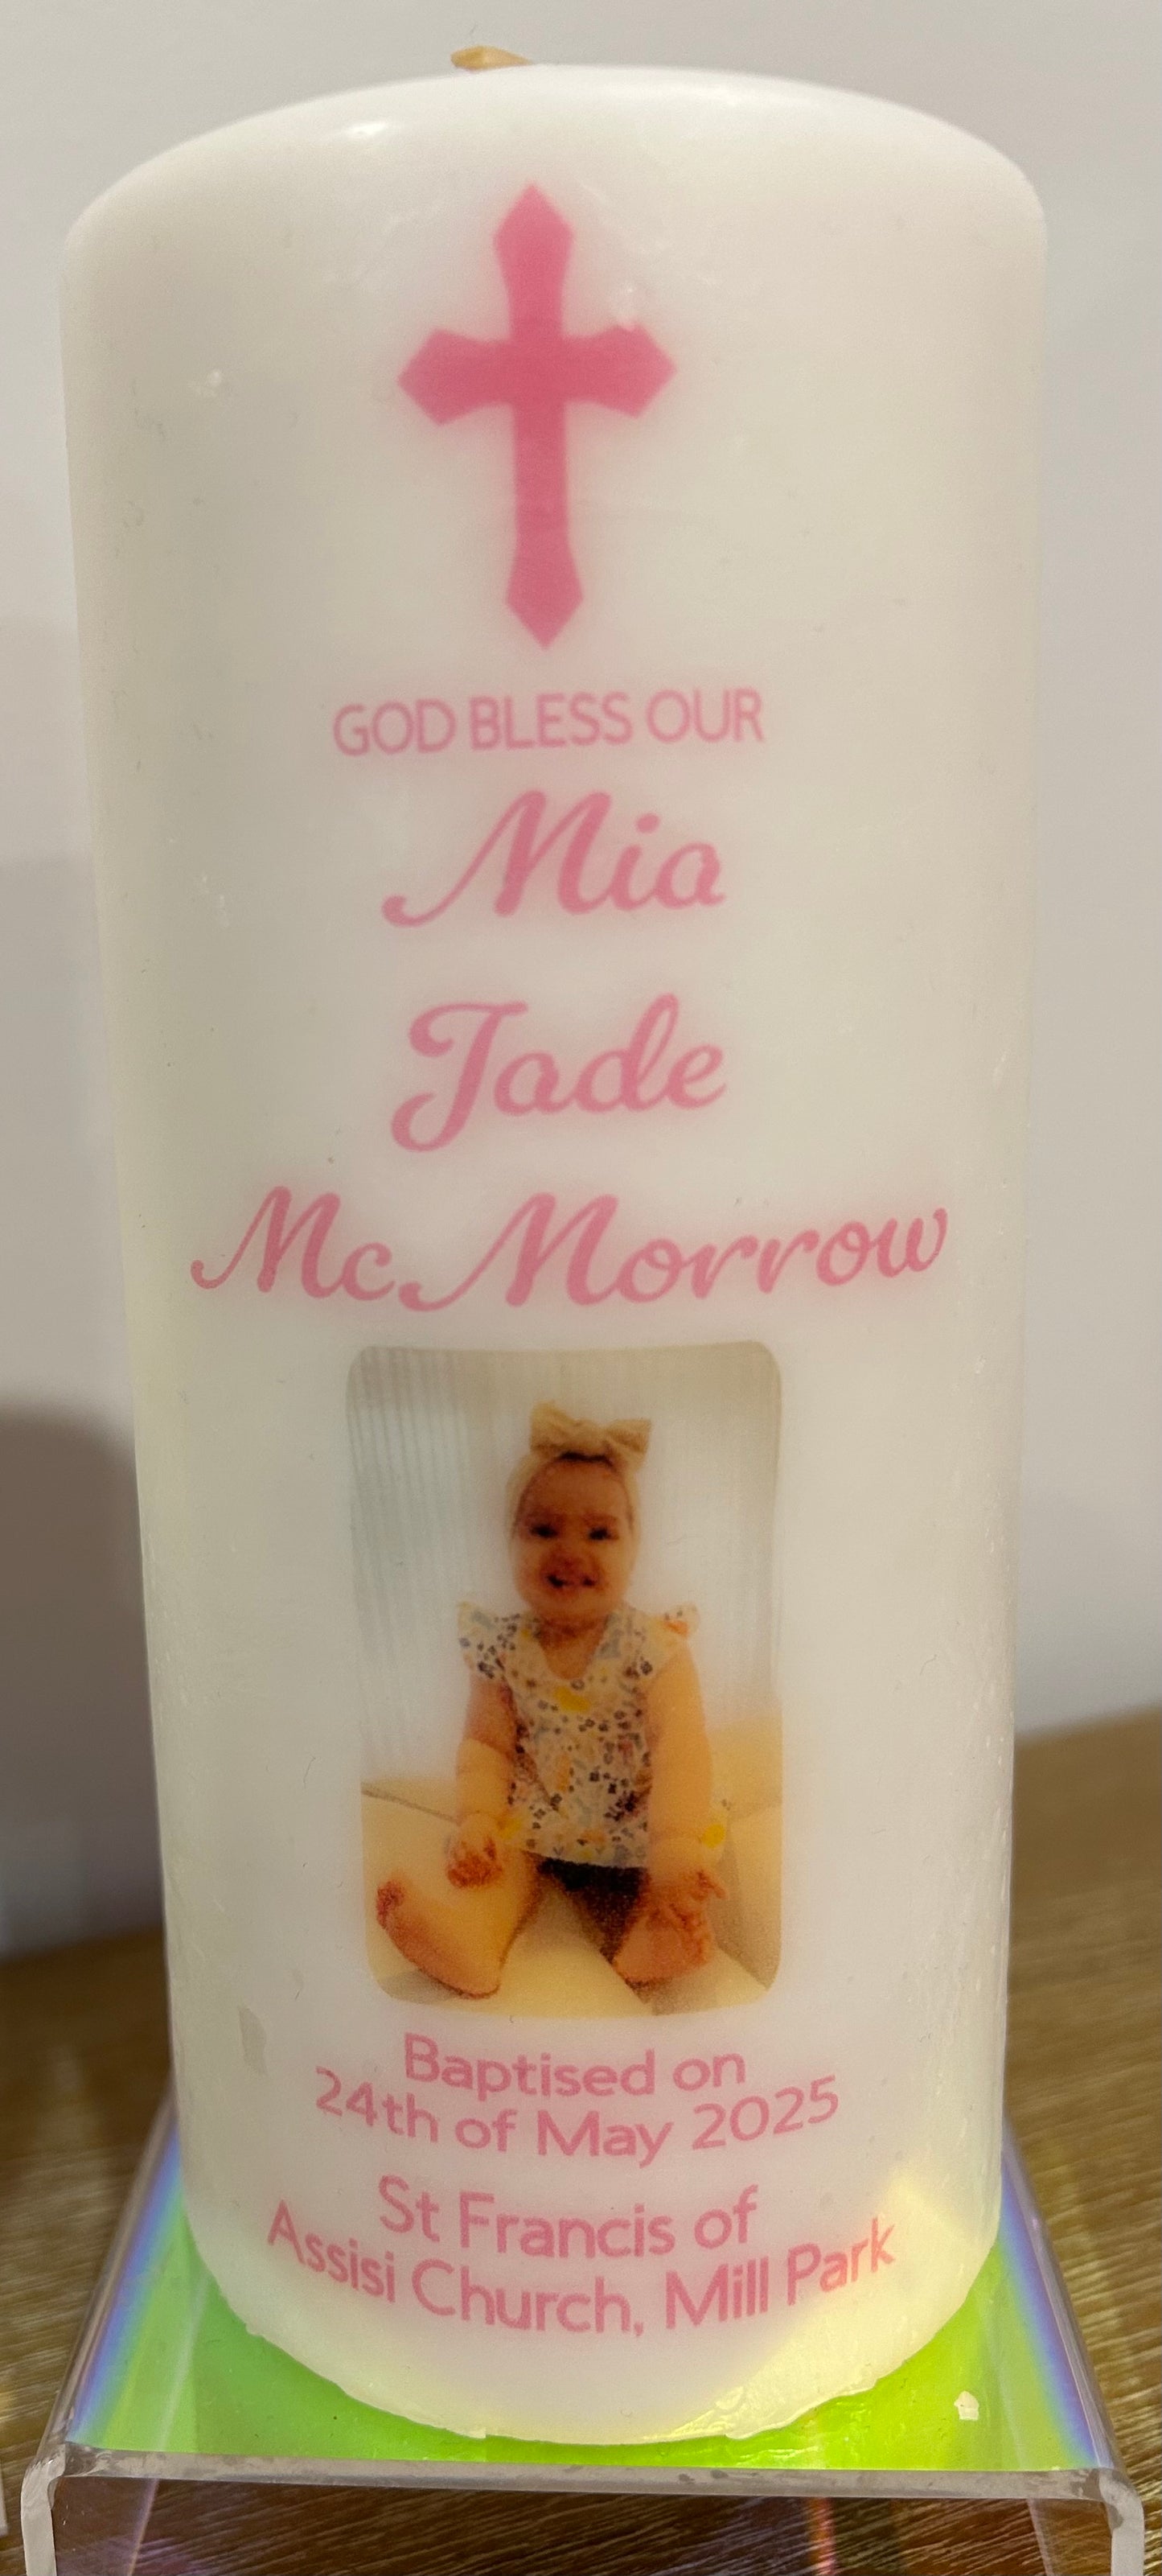 GOD BLESS OUR
Mia
Jade
McMorrow
Baptised on
24th of May 2025
St Francis of
Assisi Church, Mill Park